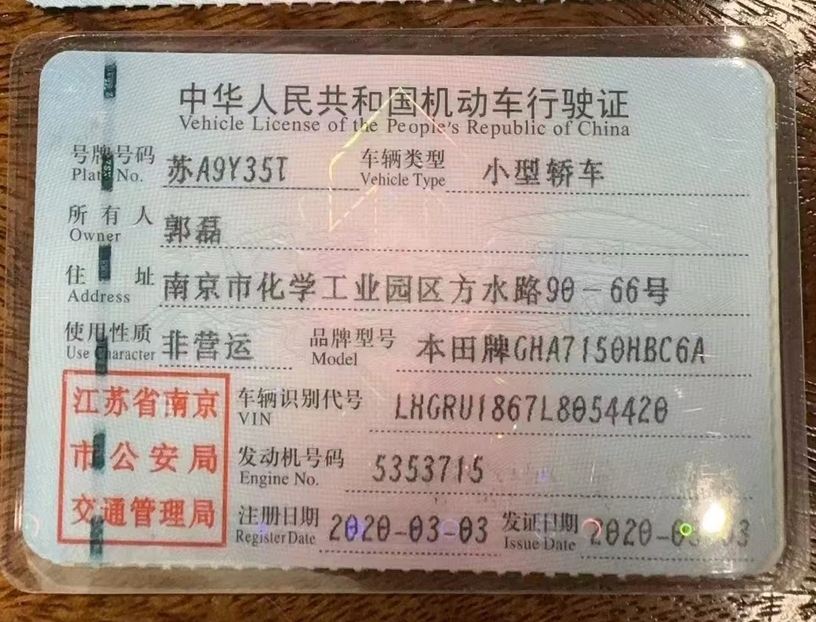 中华人民共和国机动车行驶证
Vehicle License of the People's Republic of China
号牌号码 苏A9Y35T 车辆类型 小型轿车
Plate No. Vehicle Type
所有人 郭磊
Owner
住址 南京市化学工业园区方水路90-66号
Address
使用性质 非营运 品牌型号 本田牌GHA7150HBC6A
Use Character Model
江苏省南京 车辆识别代号 LHGRU1867L8054420
VIN
市公安局 发动机号码 5353715
Engine No.
交通管理局 注册日期 2020-03-03 发证日期 2020-03-03
Register Date Issue Date